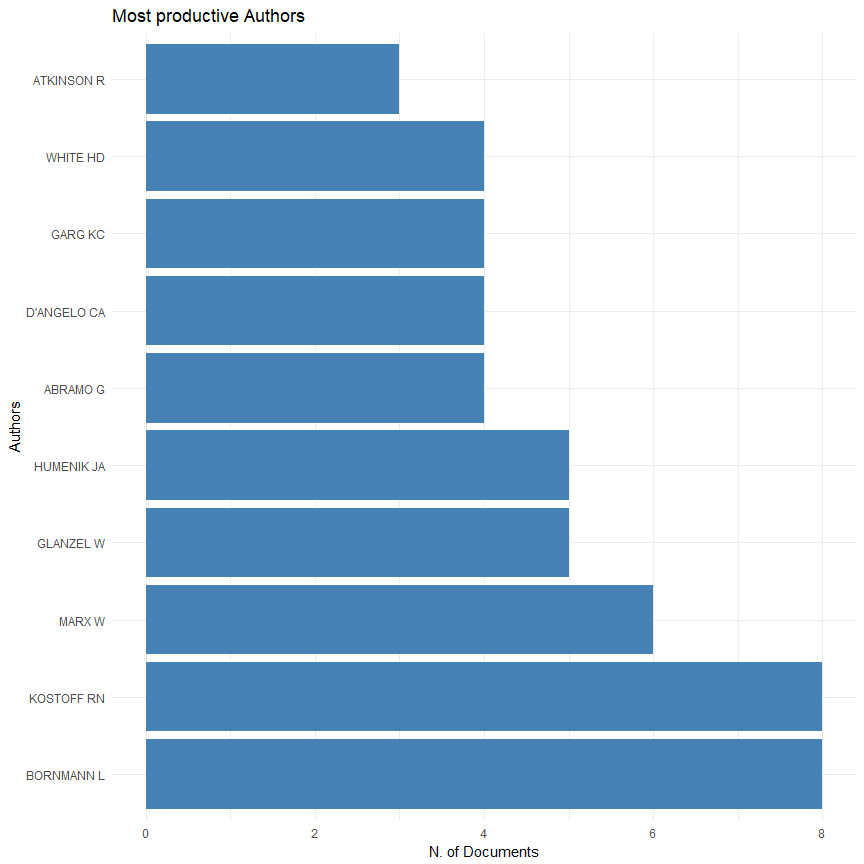 Most productive Authors
ATKINSON R
WHITE HD
GARG KC
D'ANGELO CA
ABRAMO G
Authors
HUMENIK JA
GLANZEL W
MARX W
KOSTOFF RN
BORNMANN L
0 2 4 6 8
N. of Documents